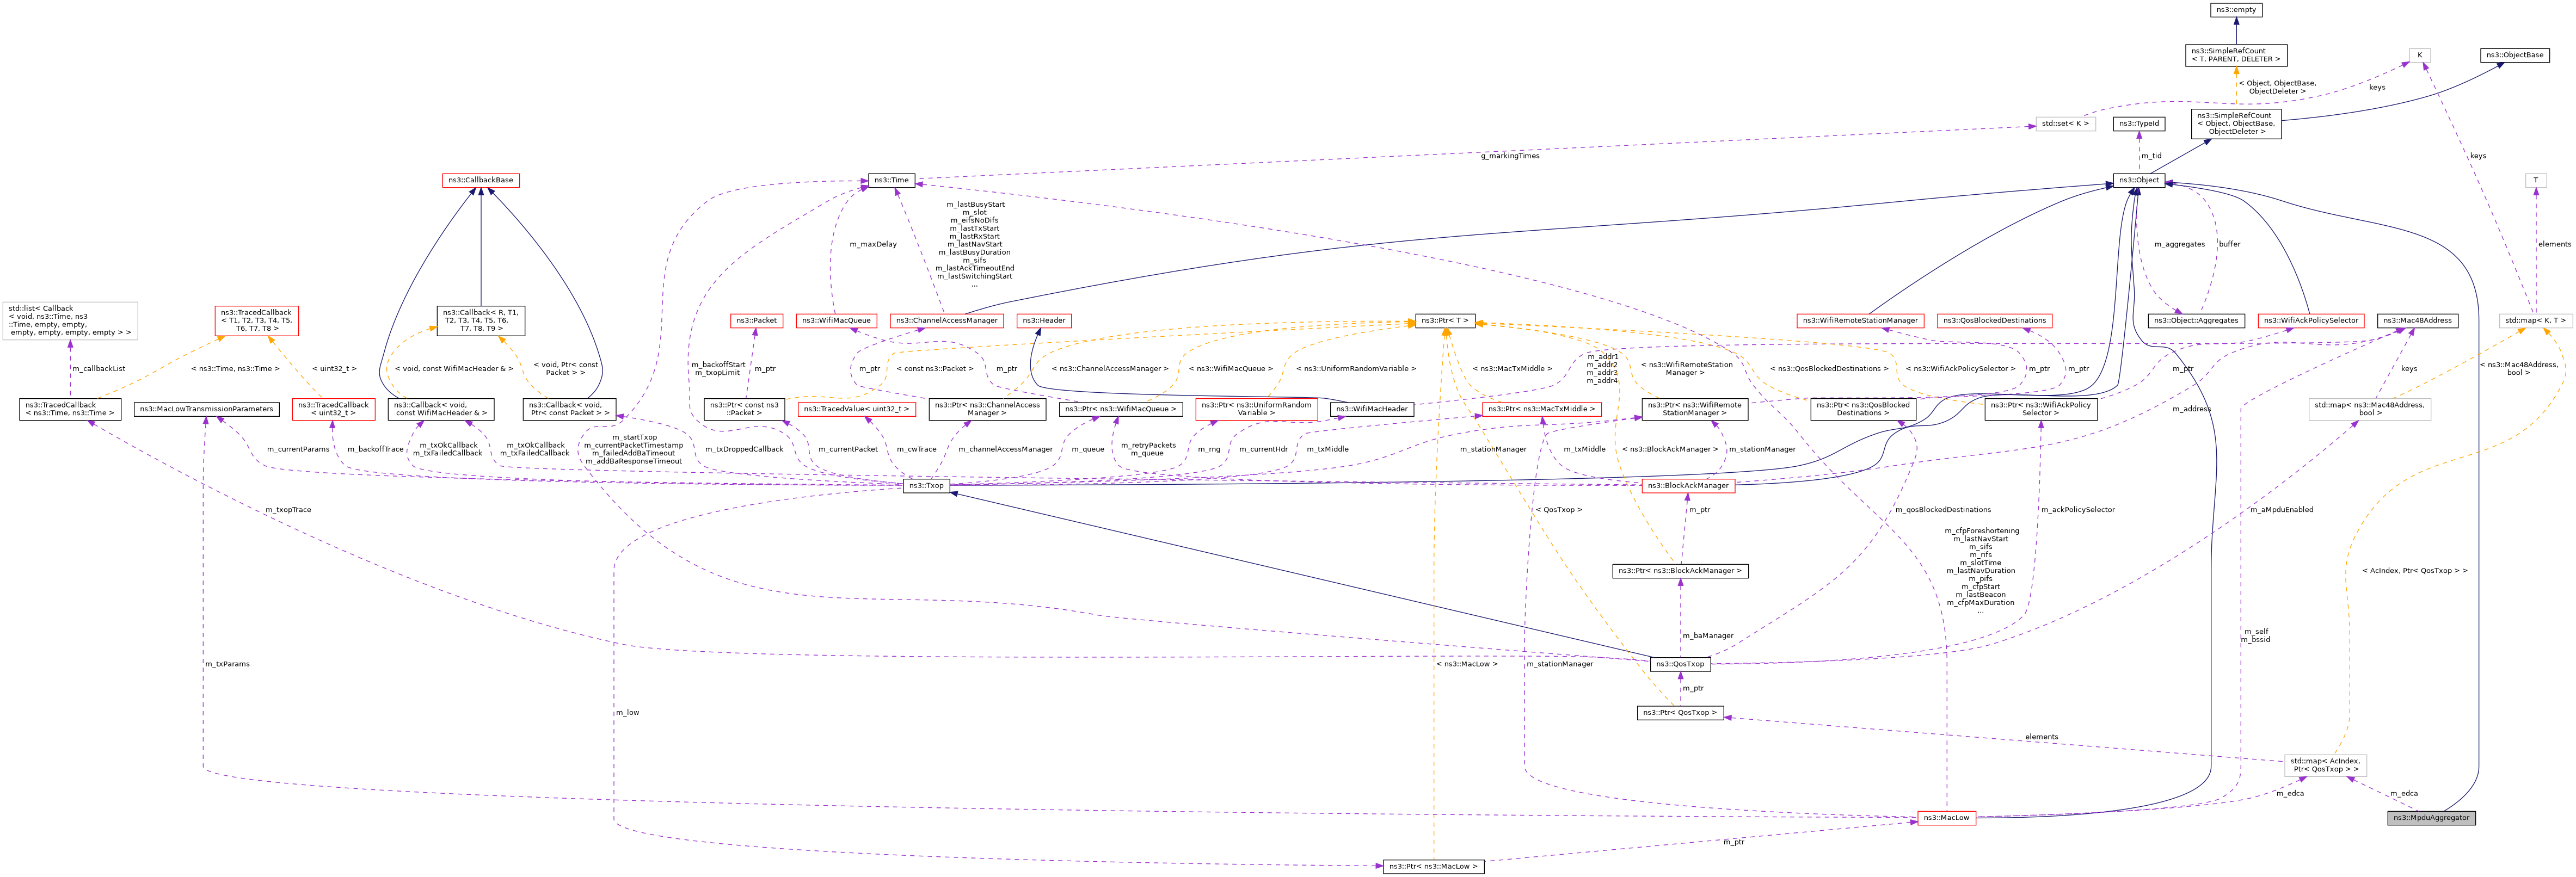 ns3::empty
ns3::SimpleRefCount
< T, PARENT, DELETER >
K
ns3::ObjectBase
< Object, ObjectBase,
ObjectDeleter >
keys
ns3::SimpleRefCount
< Object, ObjectBase,
ObjectDeleter >
std::set< K >
ns3::TypeId
g_markingTimes
m_tid
keys
ns3::CallbackBase
ns3::Time
ns3::Object
T
m_lastBusyStart
m_slot
m_eifsNoDifs
m_lastTxStart
m_lastRxStart
m_lastNavStart
m_lastBusyDuration
m_sifs
m_lastAckTimeoutEnd
m_lastSwitchingStart
...
m_maxDelay
m_aggregates
buffer
elements
std::list< Callback
< void, ns3::Time, ns3
::Time, empty, empty,
empty, empty, empty, empty > >
ns3::TracedCallback
< T1, T2, T3, T4, T5,
T6, T7, T8 >
ns3::Callback< R, T1,
T2, T3, T4, T5, T6,
T7, T8, T9 >
ns3::Packet
ns3::WifiMacQueue
ns3::ChannelAccessManager
ns3::Header
ns3::Ptr< T >
ns3::WifiRemoteStationManager
ns3::QosBlockedDestinations
ns3::Object::Aggregates
ns3::WifiAckPolicySelector
ns3::Mac48Address
std::map< K, T >
m_callbackList
< ns3::Time, ns3::Time >
< uint32_t >
< void, const WifiMacHeader & >
< void, Ptr< const
Packet > >
m_backoffStart
m_txopLimit
m_ptr
m_ptr
< const ns3::Packet >
m_ptr
< ns3::ChannelAccessManager >
< ns3::WifiMacQueue >
< ns3::UniformRandomVariable >
< ns3::MacTxMiddle >
m_addr1
m_addr2
m_addr3
m_addr4
< ns3::WifiRemoteStation
Manager >
< ns3::QosBlockedDestinations >
m_ptr
m_ptr
< ns3::WifiAckPolicySelector >
m_ptr
keys
< ns3::Mac48Address,
bool >
ns3::TracedCallback
< ns3::Time, ns3::Time >
ns3::MacLowTransmissionParameters
ns3::TracedCallback
< uint32_t >
ns3::Callback< void,
const WifiMacHeader & >
ns3::Callback< void,
Ptr< const Packet > >
ns3::Ptr< const ns3
::Packet >
ns3::TracedValue< uint32_t >
ns3::Ptr< ns3::ChannelAccess
Manager >
ns3::Ptr< ns3::WifiMacQueue >
ns3::Ptr< ns3::UniformRandom
Variable >
ns3::WifiMacHeader
ns3::Ptr< ns3::MacTxMiddle >
ns3::Ptr< ns3::WifiRemote
StationManager >
ns3::Ptr< ns3::QosBlocked
Destinations >
ns3::Ptr< ns3::WifiAckPolicy
Selector >
m_address
std::map< ns3::Mac48Address,
bool >
m_currentParams
m_backoffTrace
m_txOkCallback
m_txFailedCallback
m_txOkCallback
m_txFailedCallback
m_startTxop
m_currentPacketTimestamp
m_failedAddBaTimeout
m_addBaResponseTimeout
m_txDroppedCallback
m_currentPacket
m_cwTrace
m_channelAccessManager
m_queue
m_retryPackets
m_queue
m_rng
m_currentHdr
m_txMiddle
m_stationManager
m_txMiddle
< ns3::BlockAckManager >
m_stationManager
ns3::Txop
ns3::BlockAckManager
m_txopTrace
< QosTxop >
m_ptr
m_qosBlockedDestinations
m_ackPolicySelector
m_aMpduEnabled
m_cfpForeshortening
m_lastNavStart
m_sifs
m_rifs
m_slotTime
m_lastNavDuration
m_pifs
m_cfpStart
m_lastBeacon
m_cfpMaxDuration
...
ns3::Ptr< ns3::BlockAckManager >
< AcIndex, Ptr< QosTxop > >
m_baManager
m_self
m_bssid
m_txParams
< ns3::MacLow >
m_stationManager
ns3::QosTxop
m_ptr
m_low
ns3::Ptr< QosTxop >
elements
std::map< AcIndex,
Ptr< QosTxop > >
m_edca
m_edca
ns3::MacLow
ns3::MpduAggregator
m_ptr
ns3::Ptr< ns3::MacLow >